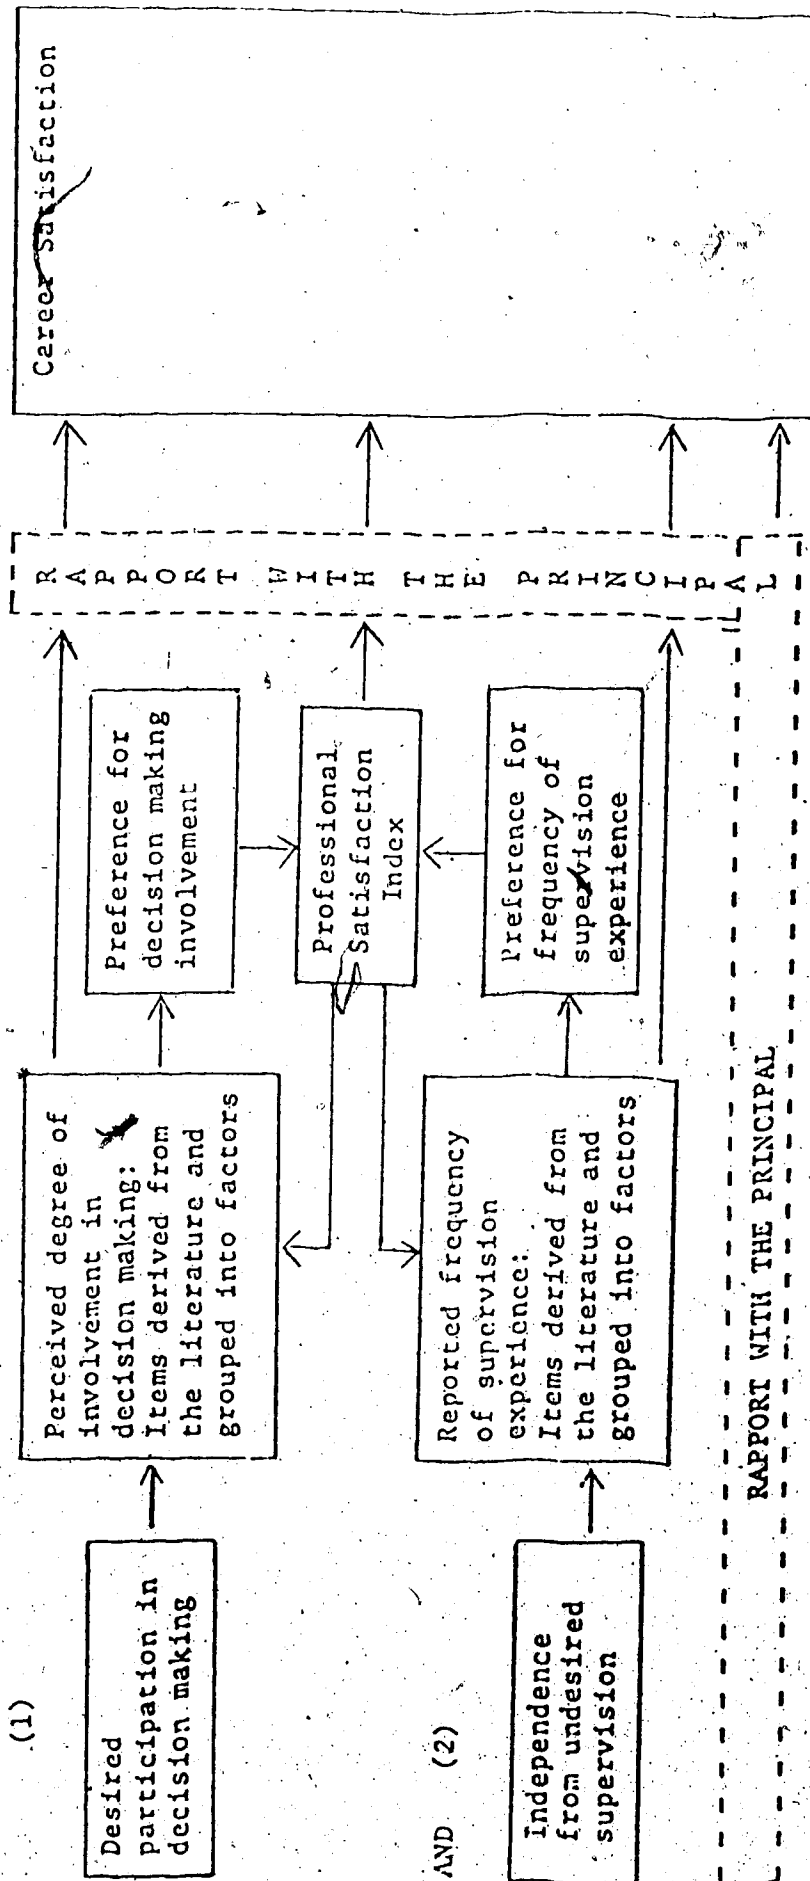 (1)
Desired
participation in
decision making
Perceived degree of
involvement in
decision making:
Items derived from
the literature and
grouped into factors
Preference for
decision making
involvement
Career Satisfaction
Professional
Satisfaction
Index
RAPPORT WITH THE PRINCIPAL
AND (2)
Independence
from undesired
supervision
Reported frequency
of supervision
experience:
Items derived from
the literature and
grouped into factors
Preference for
frequency of
supervision
experience
RAPPORT WITH THE PRINCIPAL